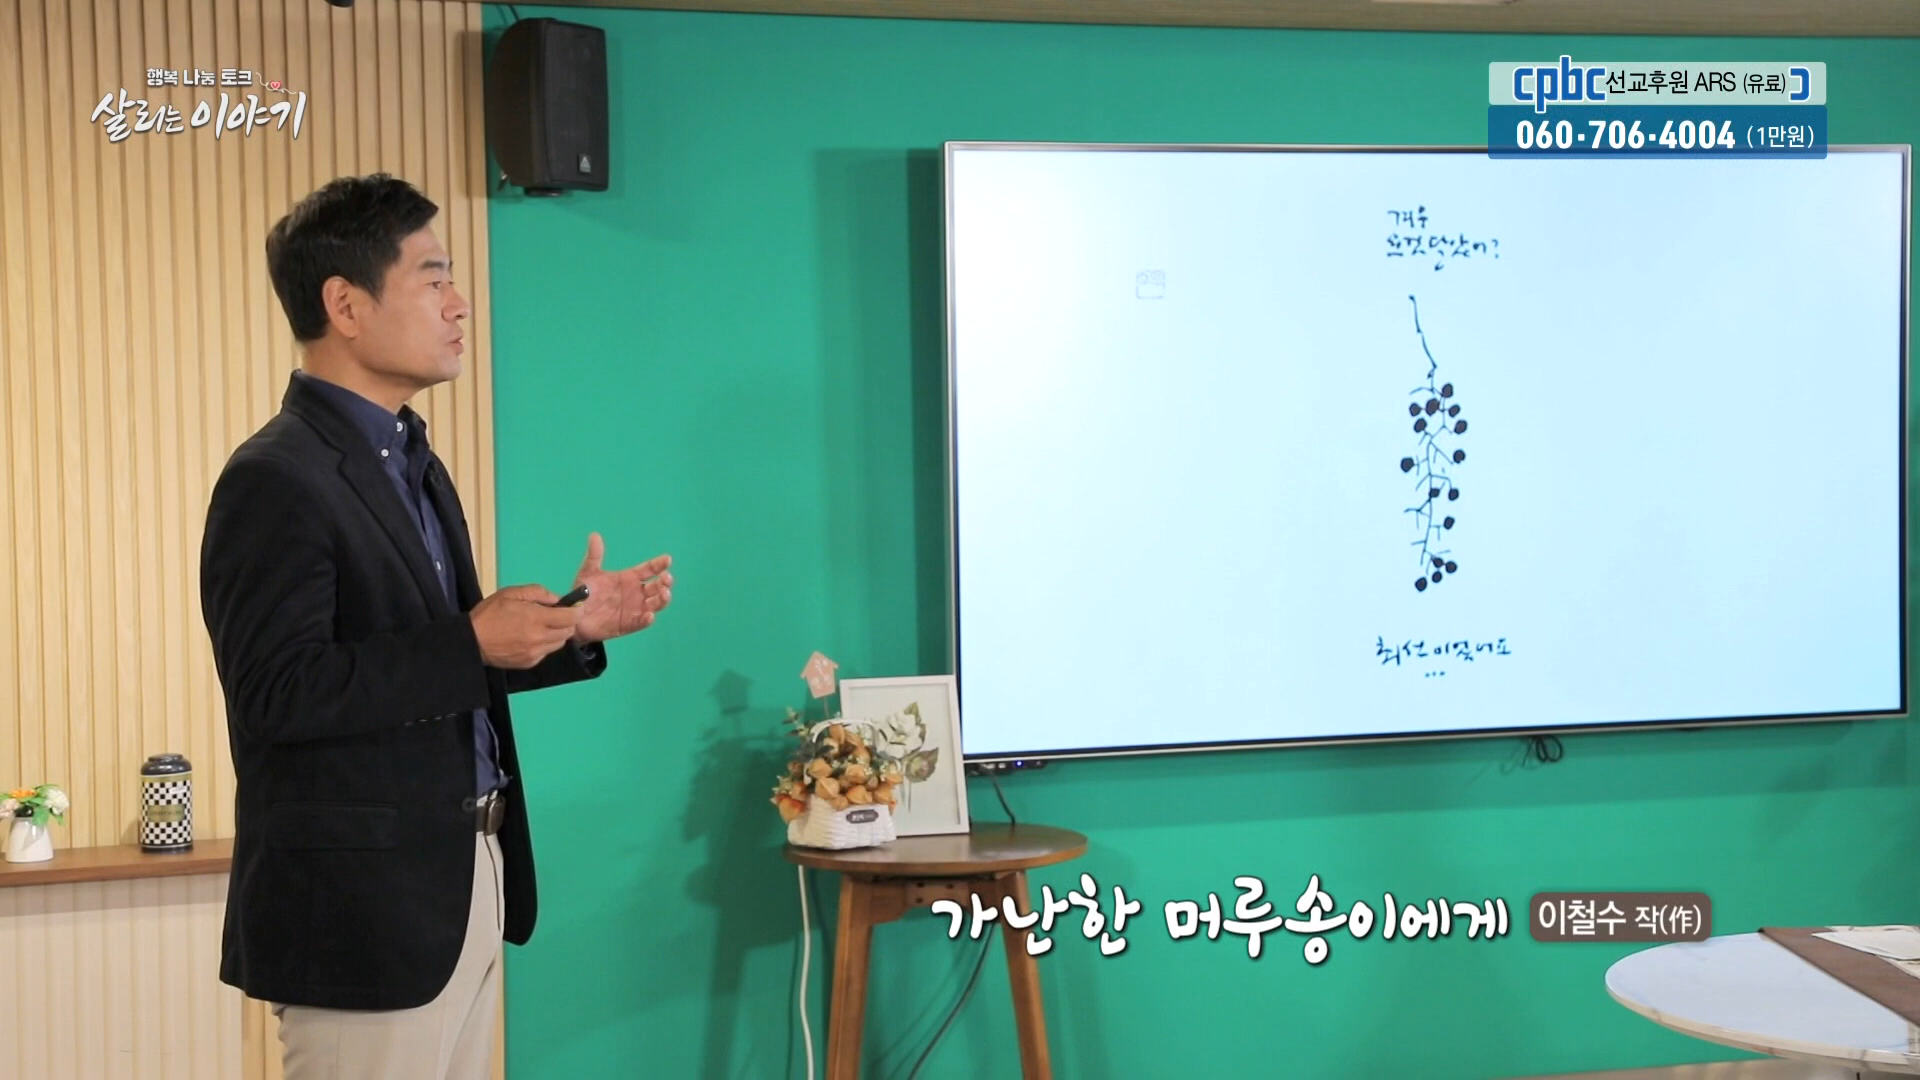 행복 나눔 토크
살리는 이야기
cpbc 선교후원 ARS (유료)
060·706·4004 (1만원)
겨우
요것 달았어?
최선이었어요
...
가난한 머루송이에게
이철수 작(作)